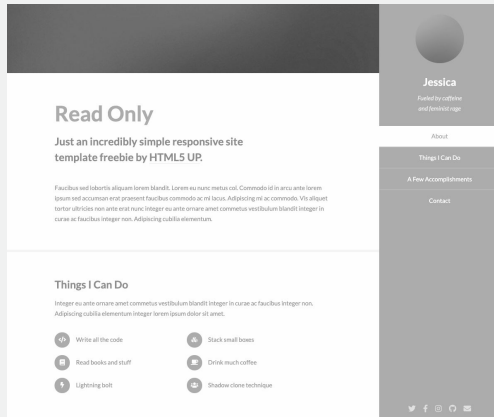 Read Only
Just an incredibly simple responsive site
template freebie by HTML5 UP.
Faucibus sed lobortis aliquam lorem blandit. Lorem eu nunc metus col. Commodo id in arcu ante lorem
ipsum sed accumsan erat praesent faucibus commodo ac mi lacus. Adipiscing mi ac commodo. Vis aliquet
tortor ultricies non ante erat nunc integer eu ante ornare amet commetus vestibulum blandit integer in
curae ac faucibus integer non. Adipiscing cubilia elementum.
Things I Can Do
Integer eu ante ornare amet commetus vestibulum blandit integer in curae ac faucibus integer non.
Adipiscing cubilia elementum integer lorem ipsum dolor sit amet.
Write all the code
Stack small boxes
Read books and stuff
Drink much coffee
Lightning bolt
Shadow clone technique
Jessica
Fueled by caffeine
and feminist rage
About
Things I Can Do
A Few Accomplishments
Contact